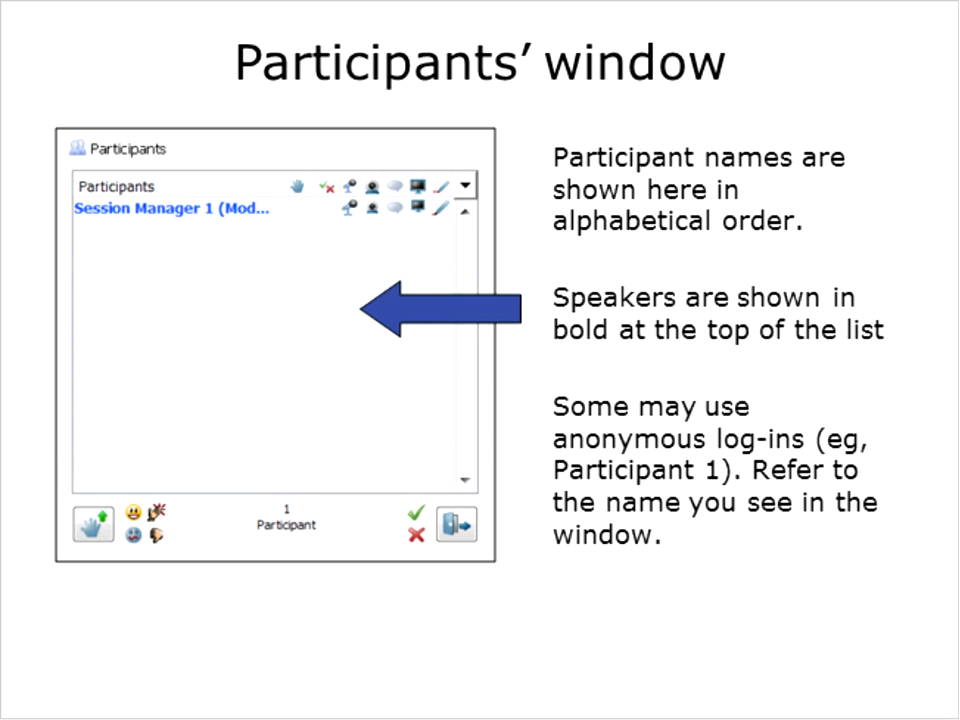 Participants’ window
Participants
Participants
Session Manager 1 (Mod...
1
Participant
Participant names are
shown here in
alphabetical order.
Speakers are shown in
bold at the top of the list
Some may use
anonymous log-ins (eg,
Participant 1). Refer to
the name you see in the
window.